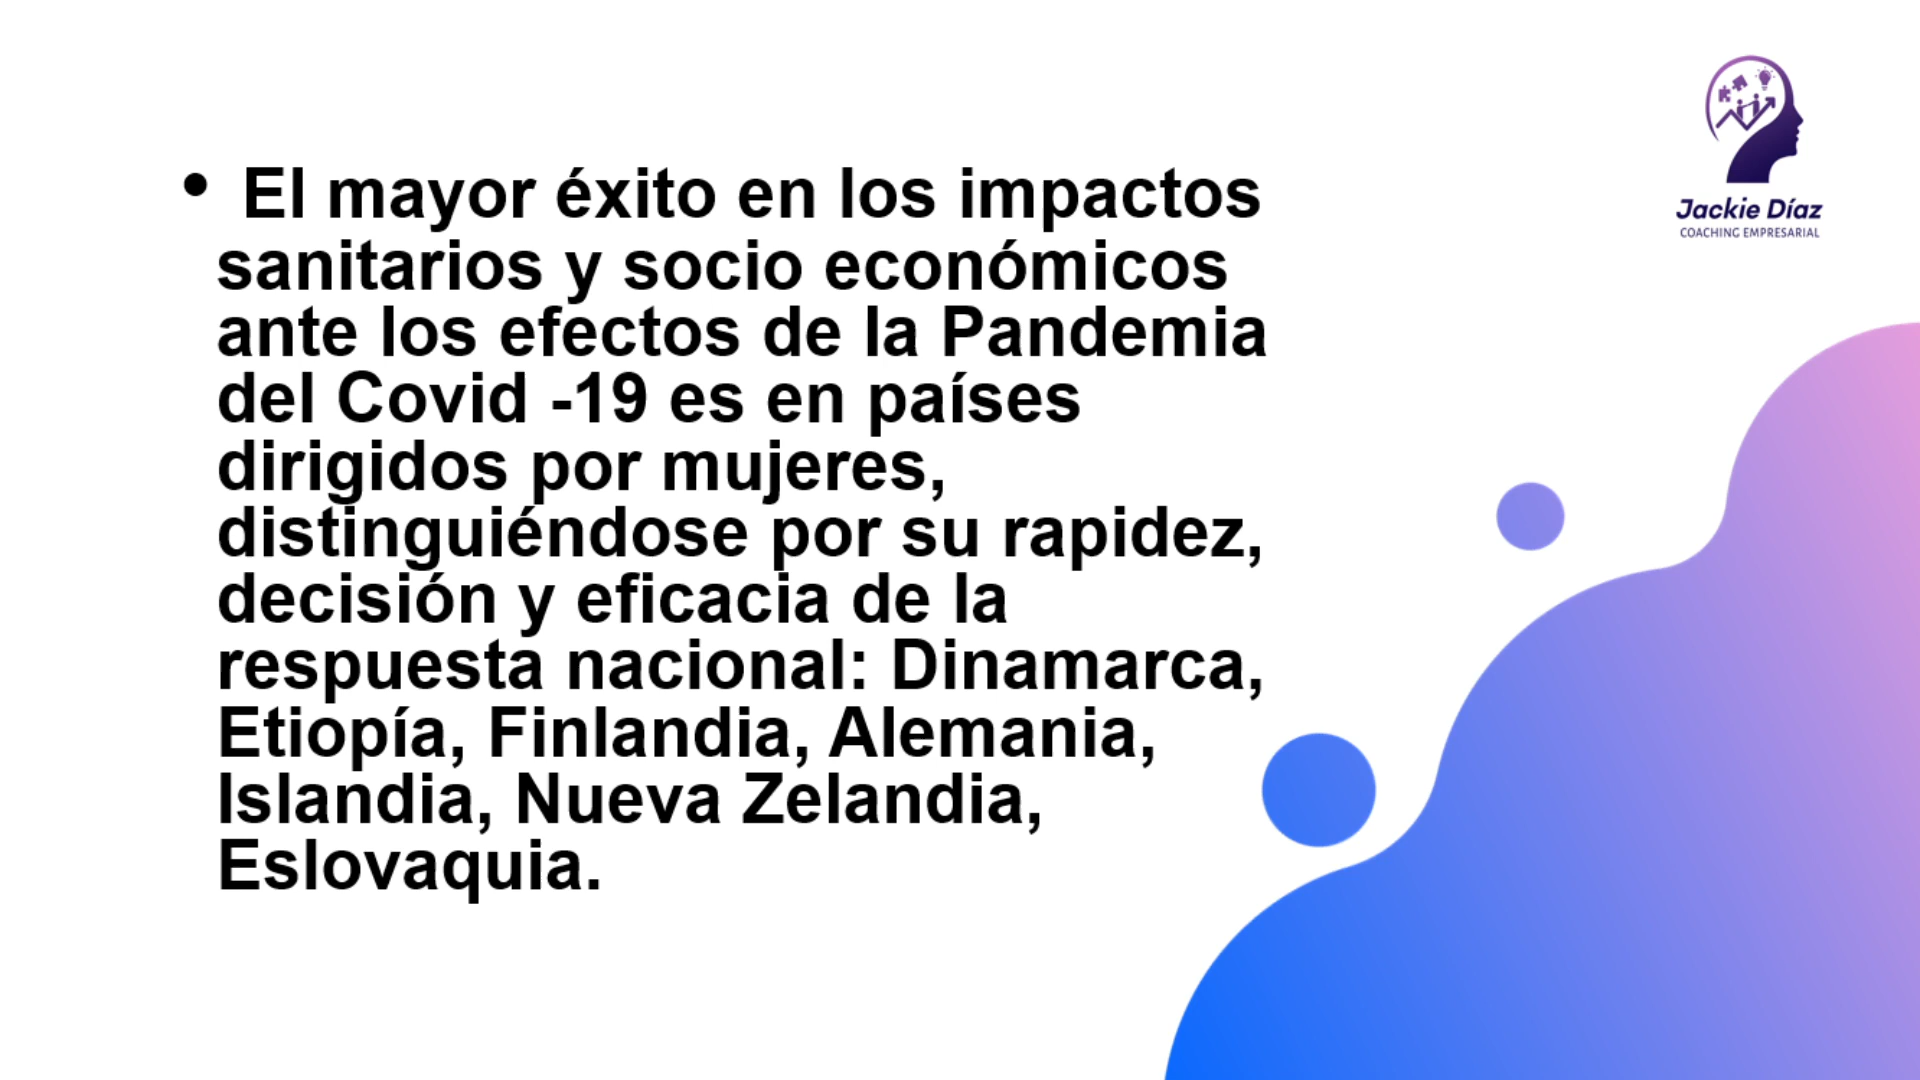 • El mayor éxito en los impactos
sanitarios y socio económicos
ante los efectos de la Pandemia
del Covid -19 es en países
dirigidos por mujeres,
distinguiéndose por su rapidez,
decisión y eficacia de la
respuesta nacional: Dinamarca,
Etiopía, Finlandia, Alemania,
Islandia, Nueva Zelandia,
Eslovaquia.
Jackie Díaz
COACHING EMPRESARIAL